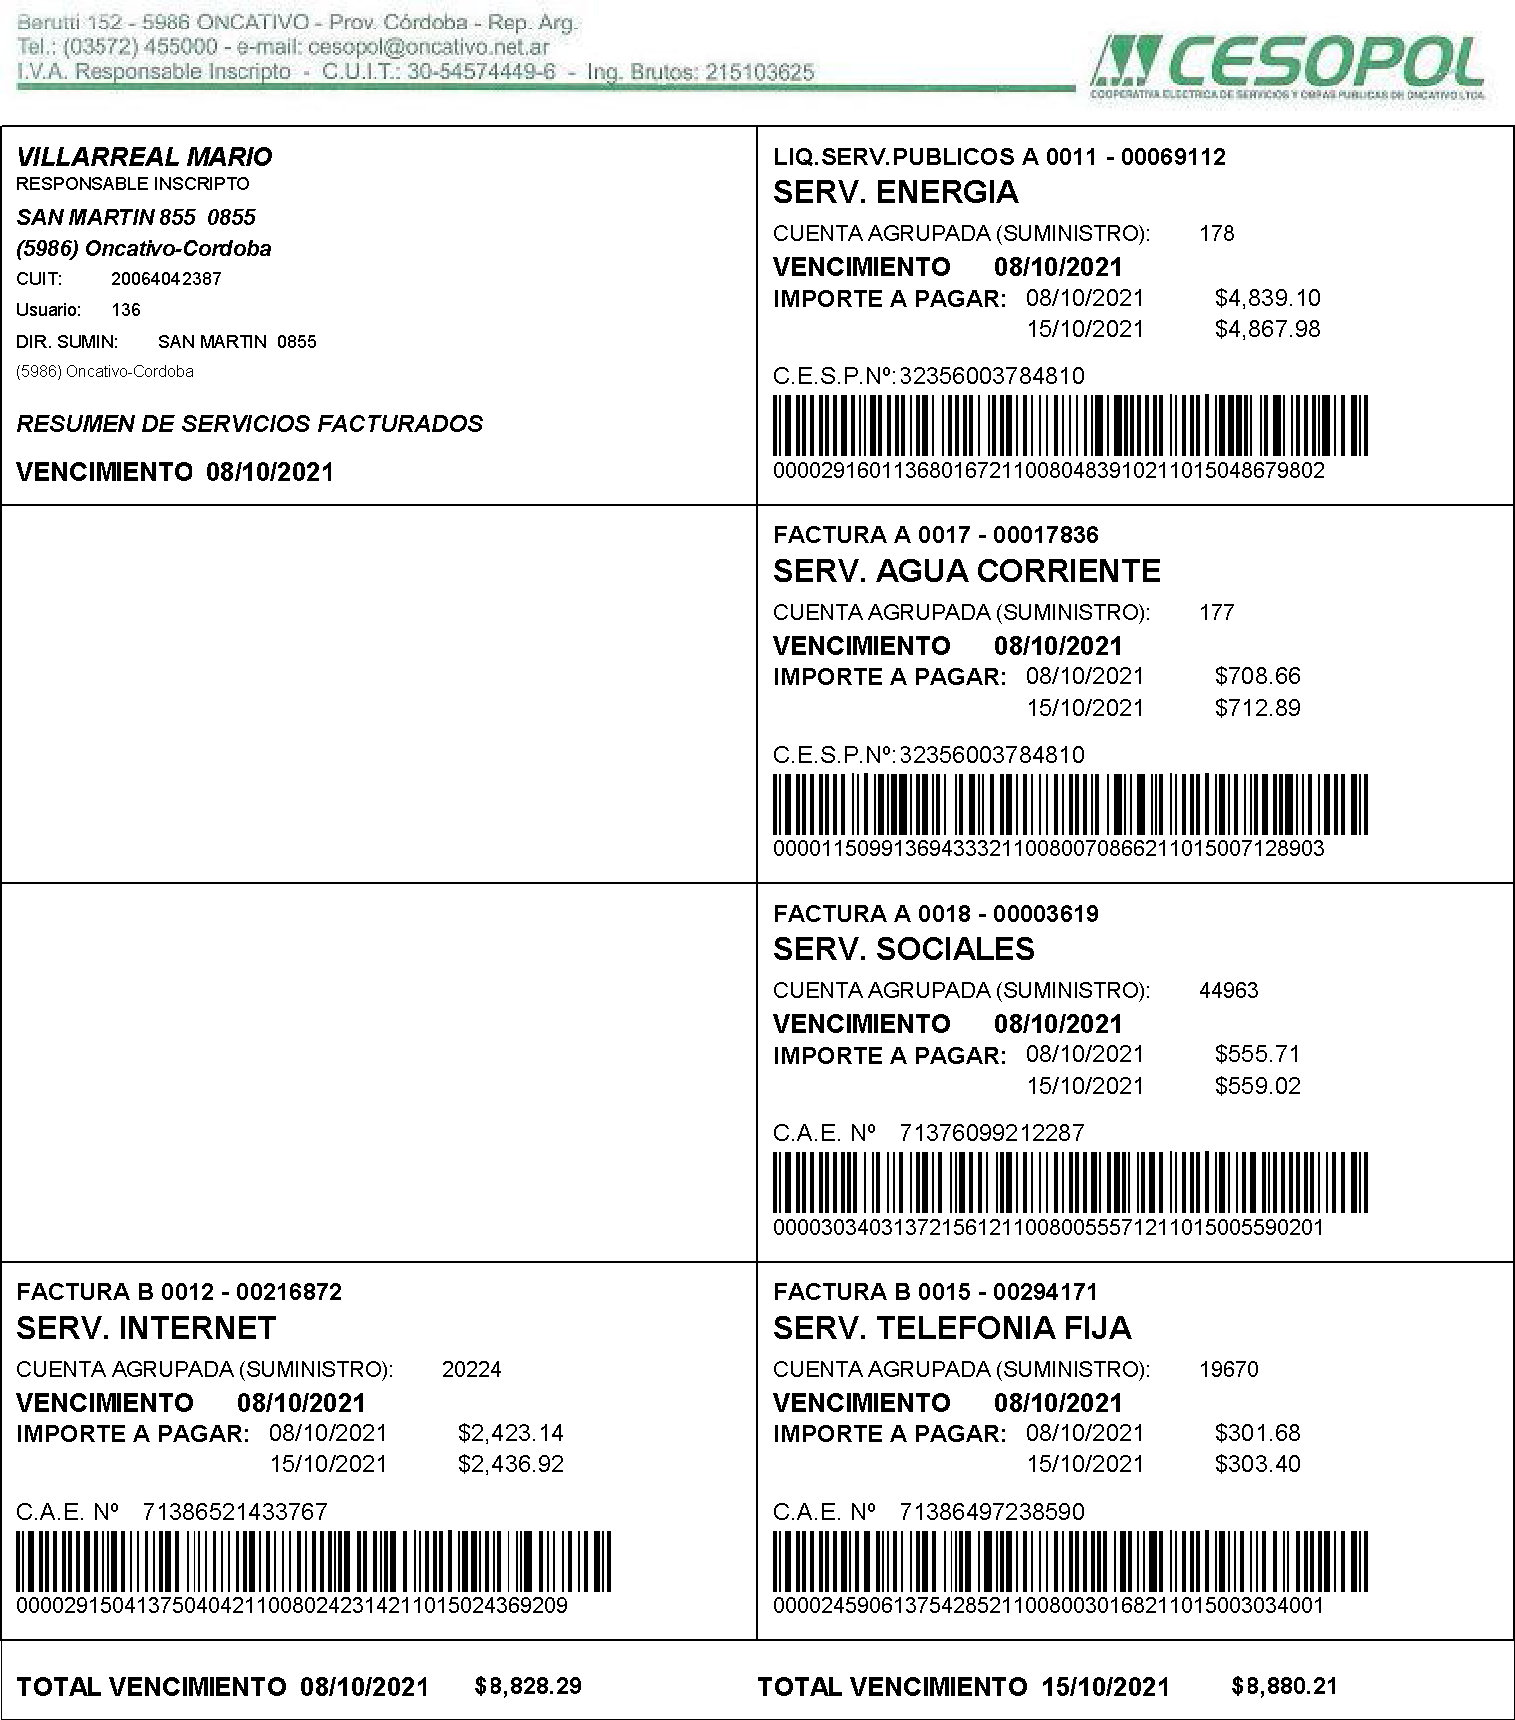 Berutti 152 - 5986 ONCATIVO - Prov. Córdoba - Rep. Arg.
Tel.: (03572) 455000 - e-mail: cesopol@oncativo.net.ar
I.V.A. Responsable Inscripto - C.U.I.T.: 30-54574449-6 - Ing. Brutos: 215103625
CESOPOL
COOPERATIVA ELECTRICA DE SERVICIOS Y OBRAS PUBLICAS DE ONCATIVO LTDA.
VILLARREAL MARIO
RESPONSABLE INSCRIPTO
SAN MARTIN 855 0855
(5986) Oncativo-Cordoba
CUIT: 20064042387
Usuario: 136
DIR. SUMIN: SAN MARTIN 0855
(5986) Oncativo-Cordoba
RESUMEN DE SERVICIOS FACTURADOS
VENCIMIENTO 08/10/2021
LIQ.SERV.PUBLICOS A 0011 - 00069112
SERV. ENERGIA
CUENTA AGRUPADA (SUMINISTRO): 178
VENCIMIENTO 08/10/2021
IMPORTE A PAGAR: 08/10/2021 $4,839.10
15/10/2021 $4,867.98
C.E.S.P.Nº: 32356003784810
0000291601136801672110080483910211015048679802
FACTURA A 0017 - 00017836
SERV. AGUA CORRIENTE
CUENTA AGRUPADA (SUMINISTRO): 177
VENCIMIENTO 08/10/2021
IMPORTE A PAGAR: 08/10/2021 $708.66
15/10/2021 $712.89
C.E.S.P.Nº: 32356003784810
0000115099136943332110080070866211015007128903
FACTURA A 0018 - 00003619
SERV. SOCIALES
CUENTA AGRUPADA (SUMINISTRO): 44963
VENCIMIENTO 08/10/2021
IMPORTE A PAGAR: 08/10/2021 $555.71
15/10/2021 $559.02
C.A.E. Nº 71376099212287
0000303403137215612110080055571211015005590201
FACTURA B 0012 - 00216872
SERV. INTERNET
CUENTA AGRUPADA (SUMINISTRO): 20224
VENCIMIENTO 08/10/2021
IMPORTE A PAGAR: 08/10/2021 $2,423.14
15/10/2021 $2,436.92
C.A.E. Nº 71386521433767
0000291504137504042110080242314211015024369209
FACTURA B 0015 - 00294171
SERV. TELEFONIA FIJA
CUENTA AGRUPADA (SUMINISTRO): 19670
VENCIMIENTO 08/10/2021
IMPORTE A PAGAR: 08/10/2021 $301.68
15/10/2021 $303.40
C.A.E. Nº 71386497238590
0000245906137542852110080030168211015003034001
TOTAL VENCIMIENTO 08/10/2021 $8,828.29
TOTAL VENCIMIENTO 15/10/2021 $8,880.21